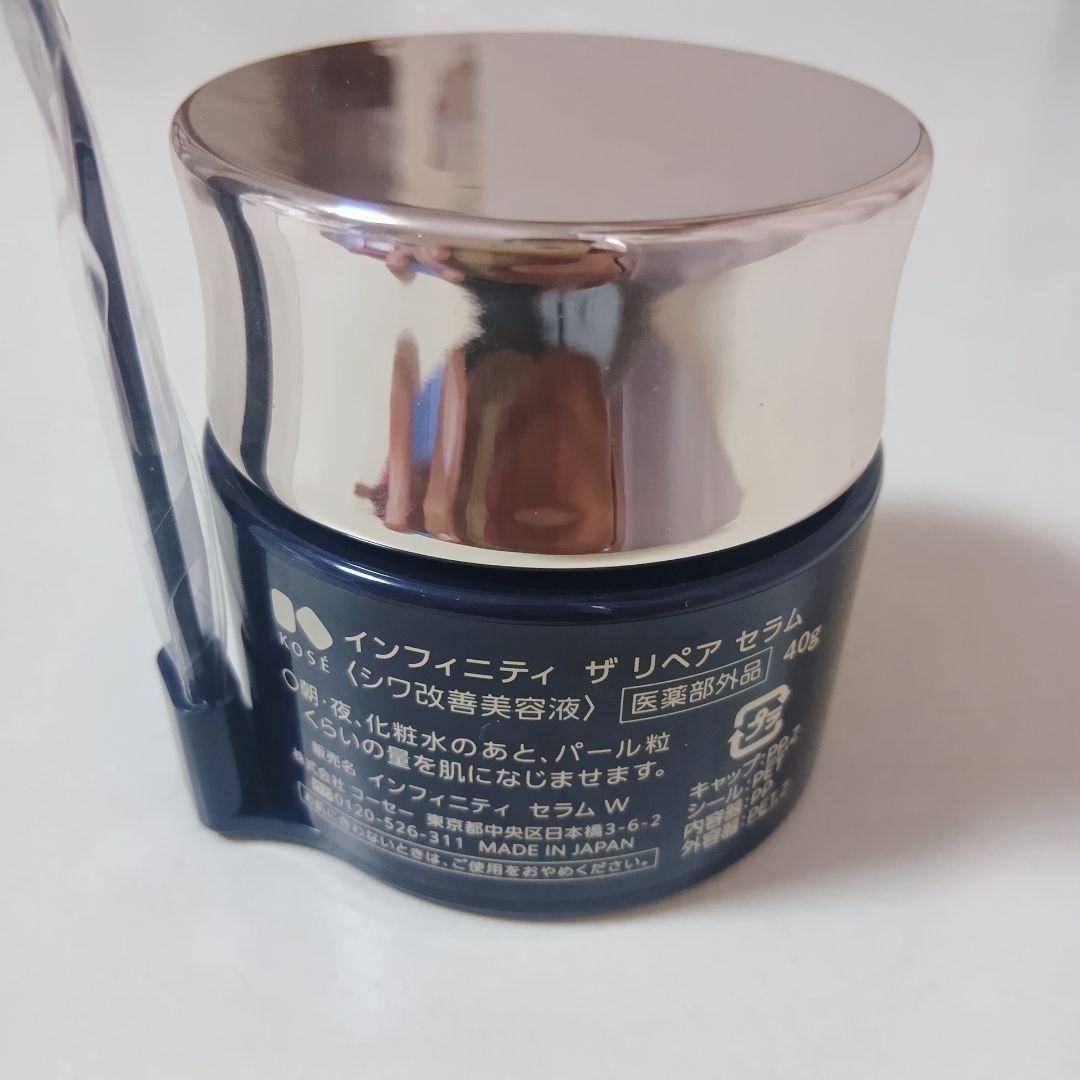 KOSÉ
インフィニティ ザ リペア セラム
〈シワ改善美容液〉 医薬部外品 40g
○朝・夜、化粧水のあと、パール粒
くらいの量を肌になじませます。
販売名 インフィニティ セラム W
株式会社 コーセー 東京都中央区日本橋3-6-2
0120-526-311 MADE IN JAPAN
お肌に合わないときは、ご使用をおやめください。
プラ
キャップ:PP,Z
シール:PET
内容器:PP
外容器:PET,Z